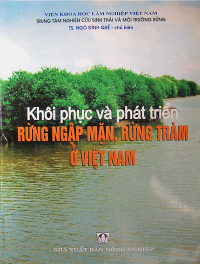 VIỆN KHOA HỌC LÂM NGHIỆP VIỆT NAM
TRUNG TÂM NGHIÊN CỨU SINH THÁI VÀ MÔI TRƯỜNG RỪNG
TS. NGÔ ĐÌNH QUẾ - chủ biên
Khôi phục và phát triển
RỪNG NGẬP MẶN, RỪNG TRÀM
Ở VIỆT NAM
NHÀ XUẤT BẢN NÔNG NGHIỆP